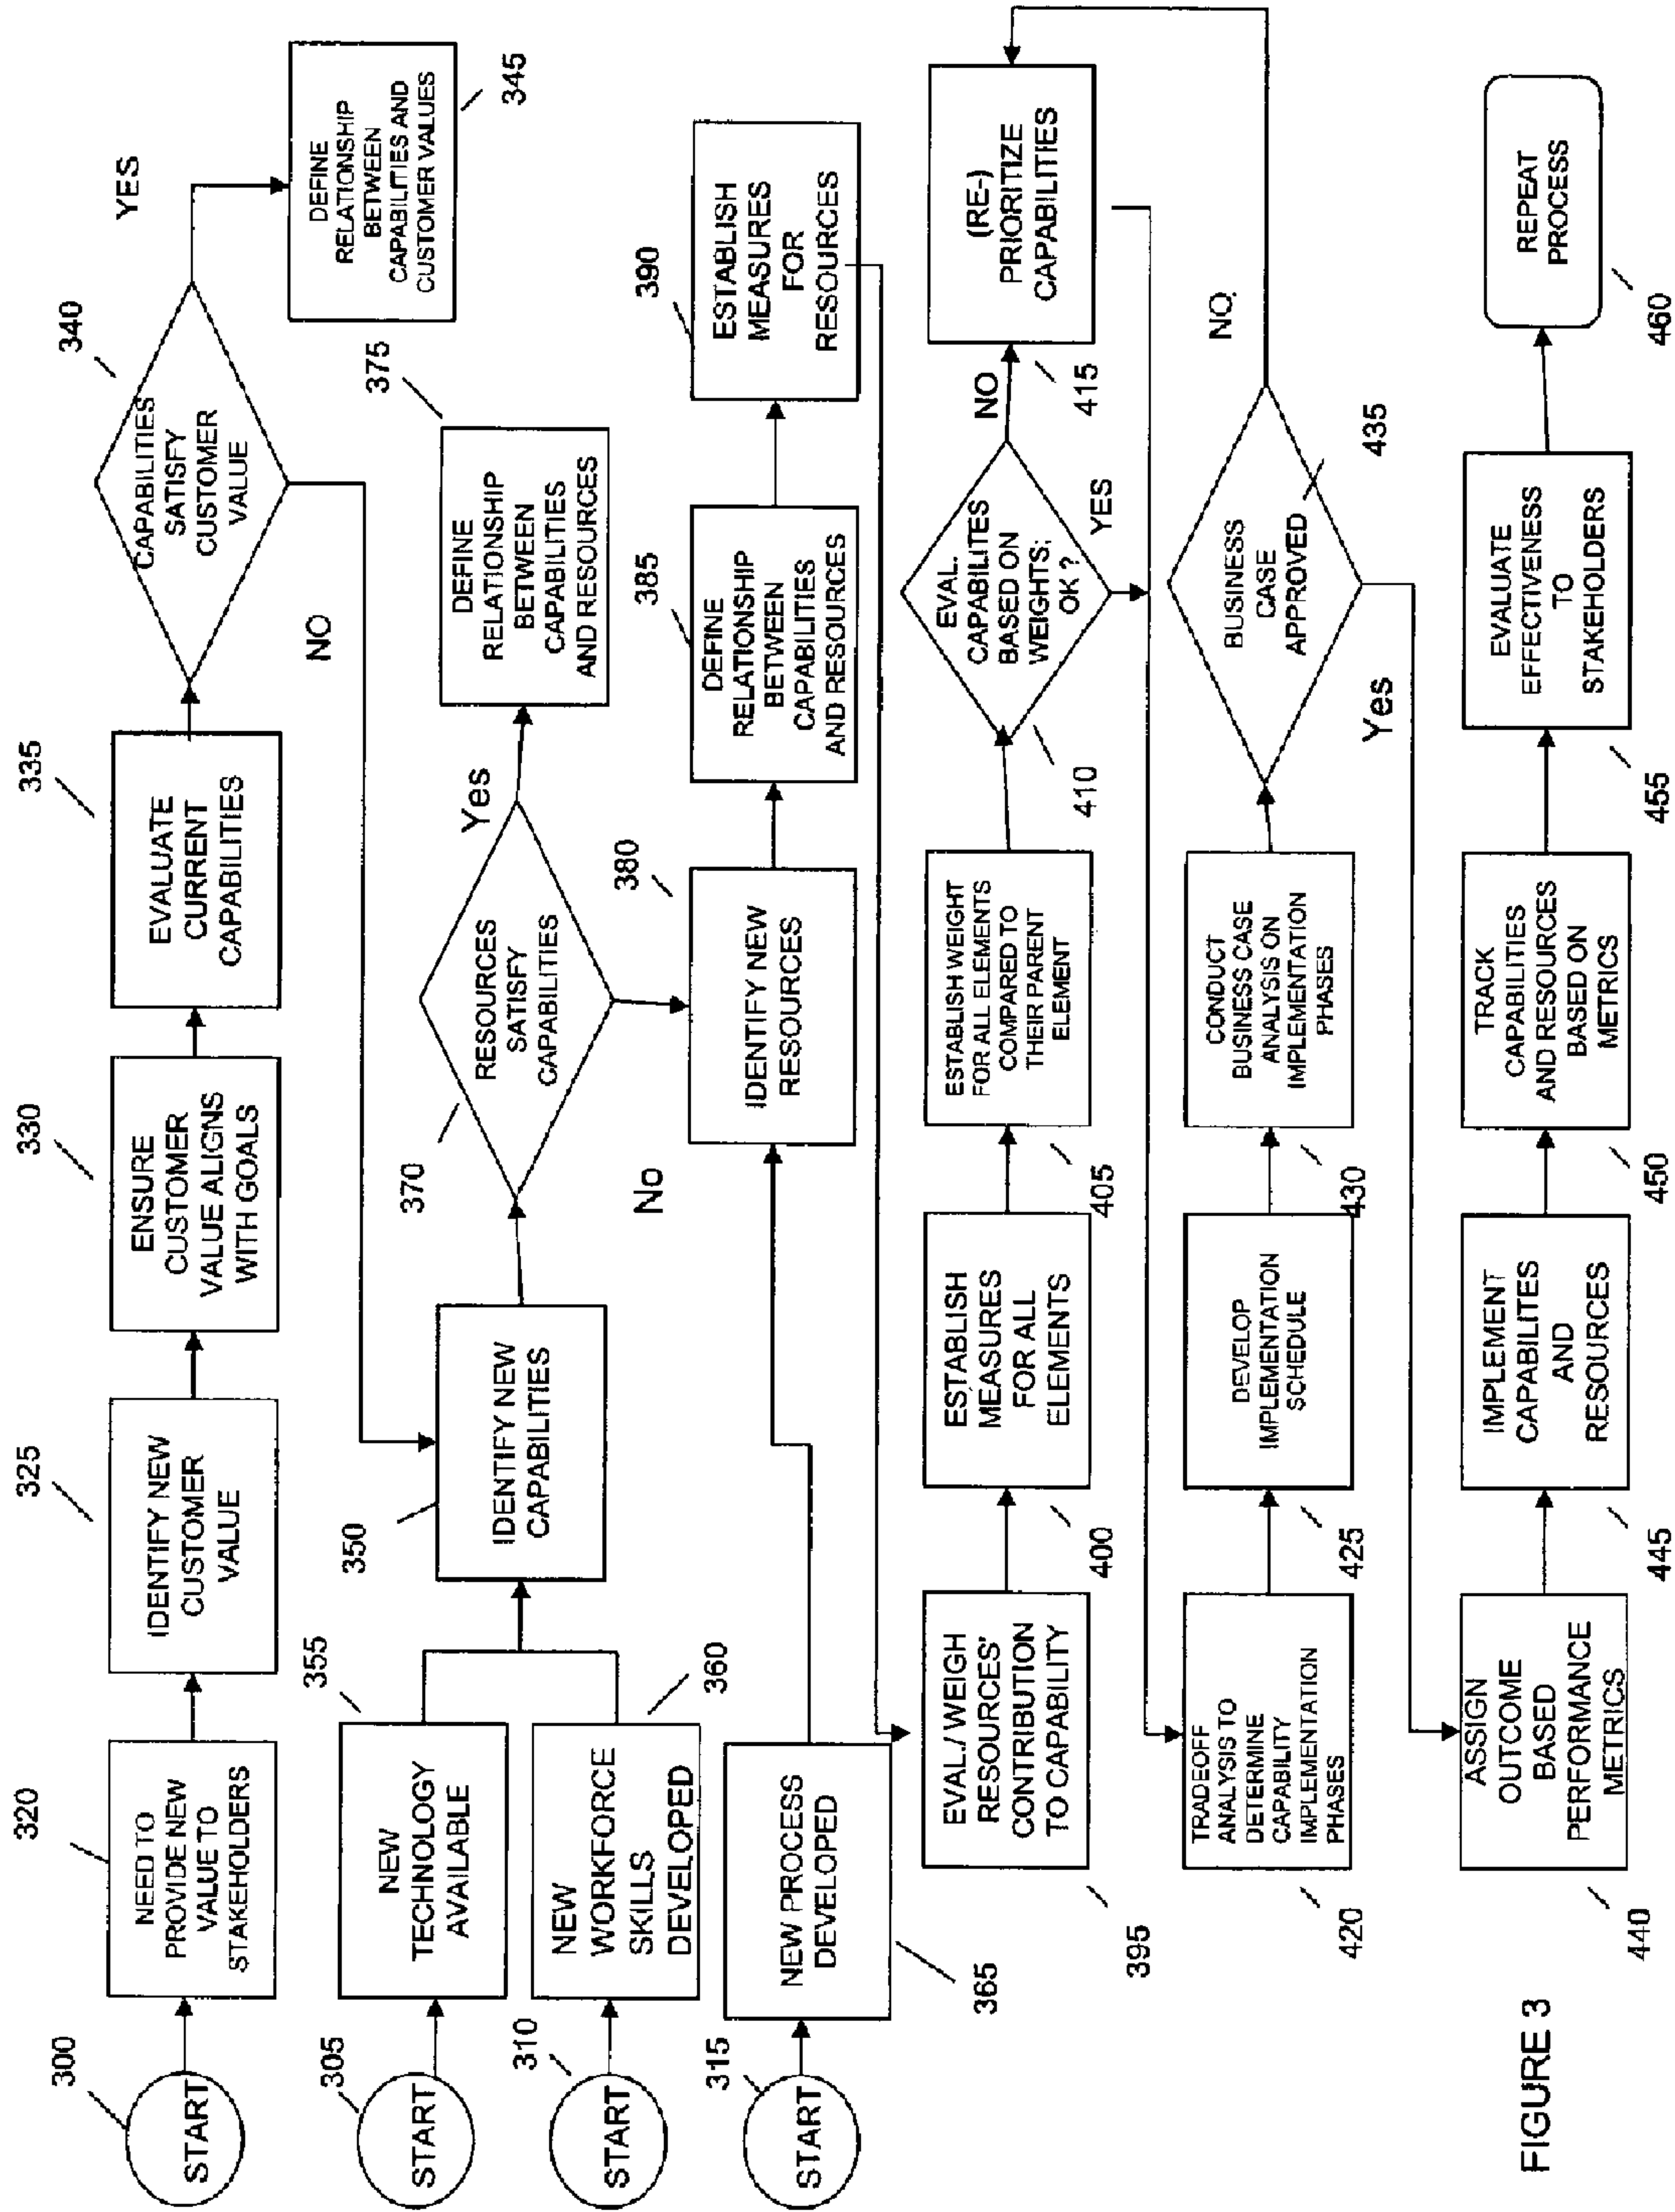 300
START
320
NEED TO
PROVIDE NEW
VALUE TO
STAKEHOLDERS
325
IDENTIFY NEW
CUSTOMER
VALUE
330
ENSURE
CUSTOMER
VALUE ALIGNS
WITH GOALS
335
EVALUATE
CURRENT
CAPABILITIES
340
CAPABILITIES
SATISFY
CUSTOMER
VALUE
YES
NO
DEFINE
RELATIONSHIP
BETWEEN
CAPABILITIES AND
CUSTOMER VALUES
345
305
START
355
NEW
TECHNOLOGY
AVAILABLE
310
START
NEW
WORKFORCE
SKILLS
DEVELOPED
360
350
IDENTIFY NEW
CAPABILITIES
370
RESOURCES
SATISFY
CAPABILITIES
Yes
No
375
DEFINE
RELATIONSHIP
BETWEEN
CAPABILITIES
AND RESOURCES
315
START
NEW PROCESS
DEVELOPED
365
380
IDENTIFY NEW
RESOURCES
385
DEFINE
RELATIONSHIP
BETWEEN
CAPABILITIES
AND RESOURCES
390
ESTABLISH
MEASURES
FOR
RESOURCES
EVAL./ WEIGH
RESOURCES'
CONTRIBUTION
TO CAPABILITY
395
ESTABLISH
MEASURES
FOR ALL
ELEMENTS
400
ESTABLISH WEIGHT
FOR ALL ELEMENTS
COMPARED TO
THEIR PARENT
ELEMENT
405
EVAL.
CAPABILITES
BASED ON
WEIGHTS;
OK ?
410
NO
YES
(RE-)
PRIORITIZE
CAPABILITIES
415
TRADEOFF
ANALYSIS TO
DETERMINE
CAPABILITY
IMPLEMENTATION
PHASES
420
DEVELOP
IMPLEMENTATION
SCHEDULE
425
CONDUCT
BUSINESS CASE
ANALYSIS ON
IMPLEMENTATION
PHASES
430
BUSINESS
CASE
APPROVED
435
NO
Yes
ASSIGN
OUTCOME
BASED
PERFORMANCE
METRICS
440
IMPLEMENT
CAPABILITES
AND
RESOURCES
445
TRACK
CAPABILITIES
AND RESOURCES
BASED ON
METRICS
450
EVALUATE
EFFECTIVENESS
TO
STAKEHOLDERS
455
REPEAT
PROCESS
460
FIGURE 3